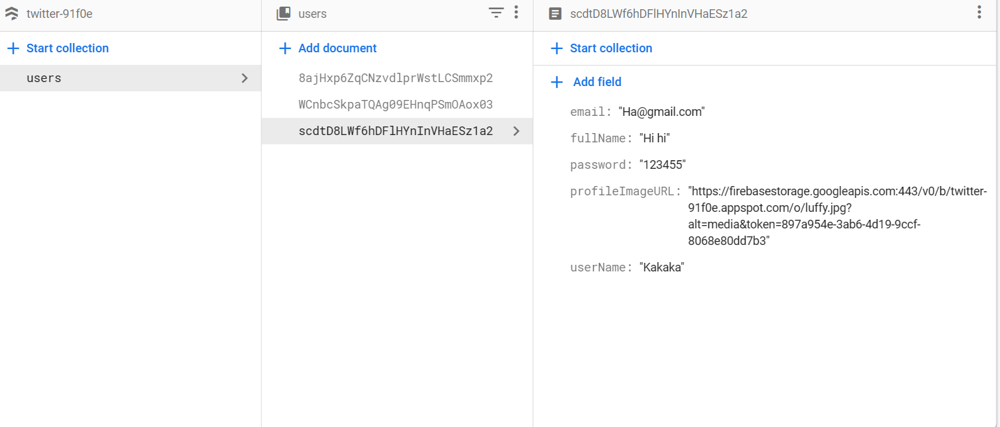 twitter-91f0e
users
scdtD8LWf6hDFlHYnInVHaESz1a2
Start collection
Add document
Start collection
users
8ajHxp6ZqCNzvdlprWstLCSmmxp2
WCnbcSkpaTQAg09EHnqPSmOAox03
scdtD8LWf6hDFlHYnInVHaESz1a2
Add field
email: "Ha@gmail.com"
fullName: "Hi hi"
password: "123455"
profileImageURL: "https://firebasestorage.googleapis.com:443/v0/b/twitter-
91f0e.appspot.com/o/luffy.jpg?
alt=media&token=897a954e-3ab6-4d19-9ccf-
8068e80dd7b3"
userName: "Kakaka"